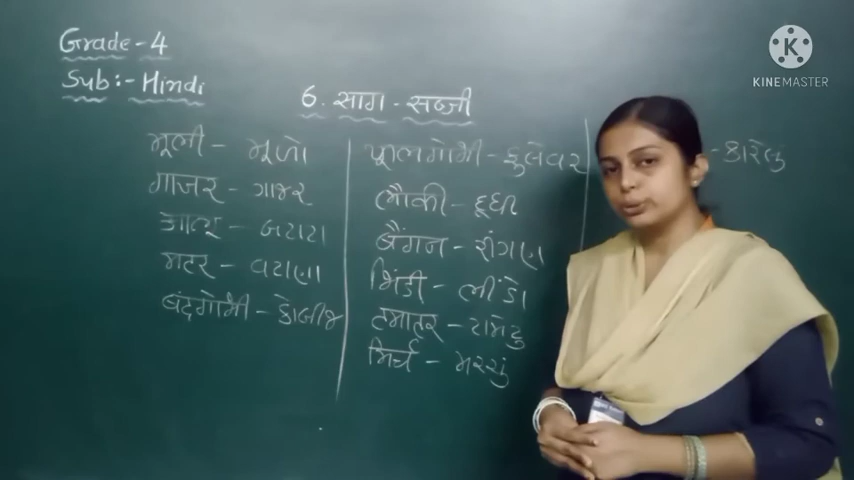 Grade - 4
Sub :- Hindi
6. साग - सब्जी
मूली - મૂળો
गाजर - ગાજર
आलू - બટાટા
मटर - વટાણા
बंदगोभी - કોબીજ
फूलगोभी - ફુલેવર
लौकी - દૂધી
बैंगन - રીંગણ
भिंडी - ભીંડો
टमाटर - ટામેટુ
मिर्च - મરચું
- કારેલુ
KINEMASTER